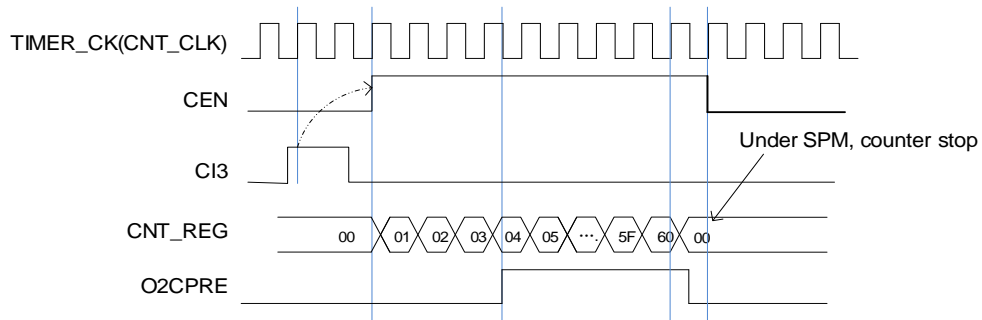 TIMER_CK(CNT_CLK)
CEN
Under SPM, counter stop
CI3
CNT_REG 00 01 02 03 04 05 …. 5F 60 00
O2CPRE